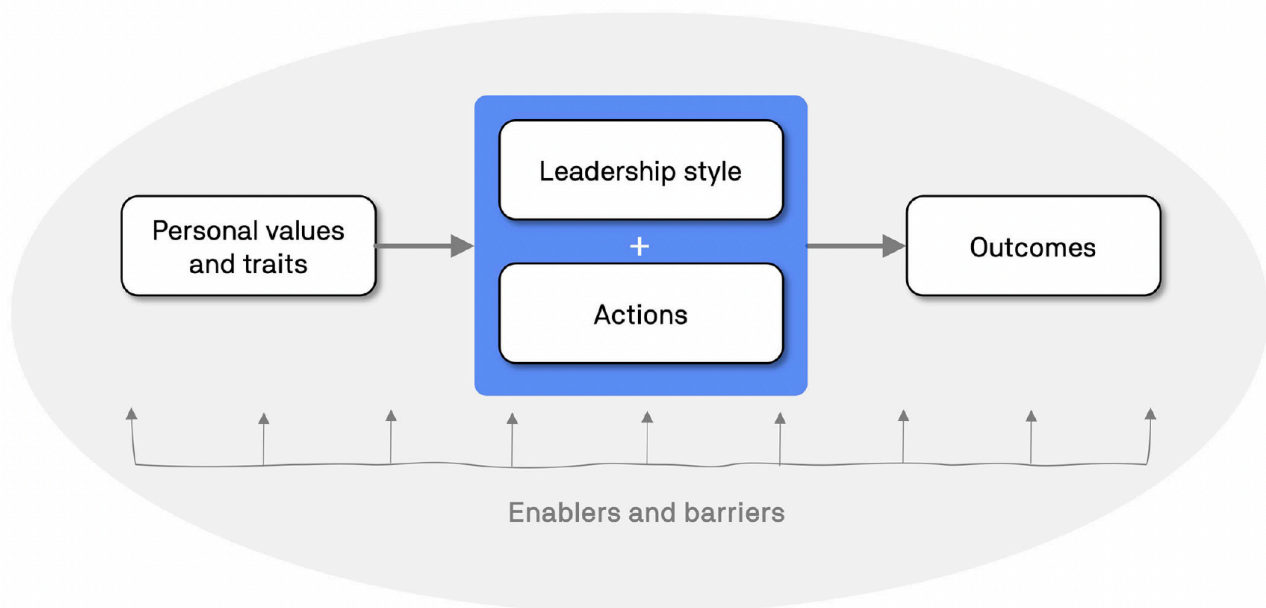 Personal values
and traits
Leadership style
+
Actions
Outcomes
Enablers and barriers